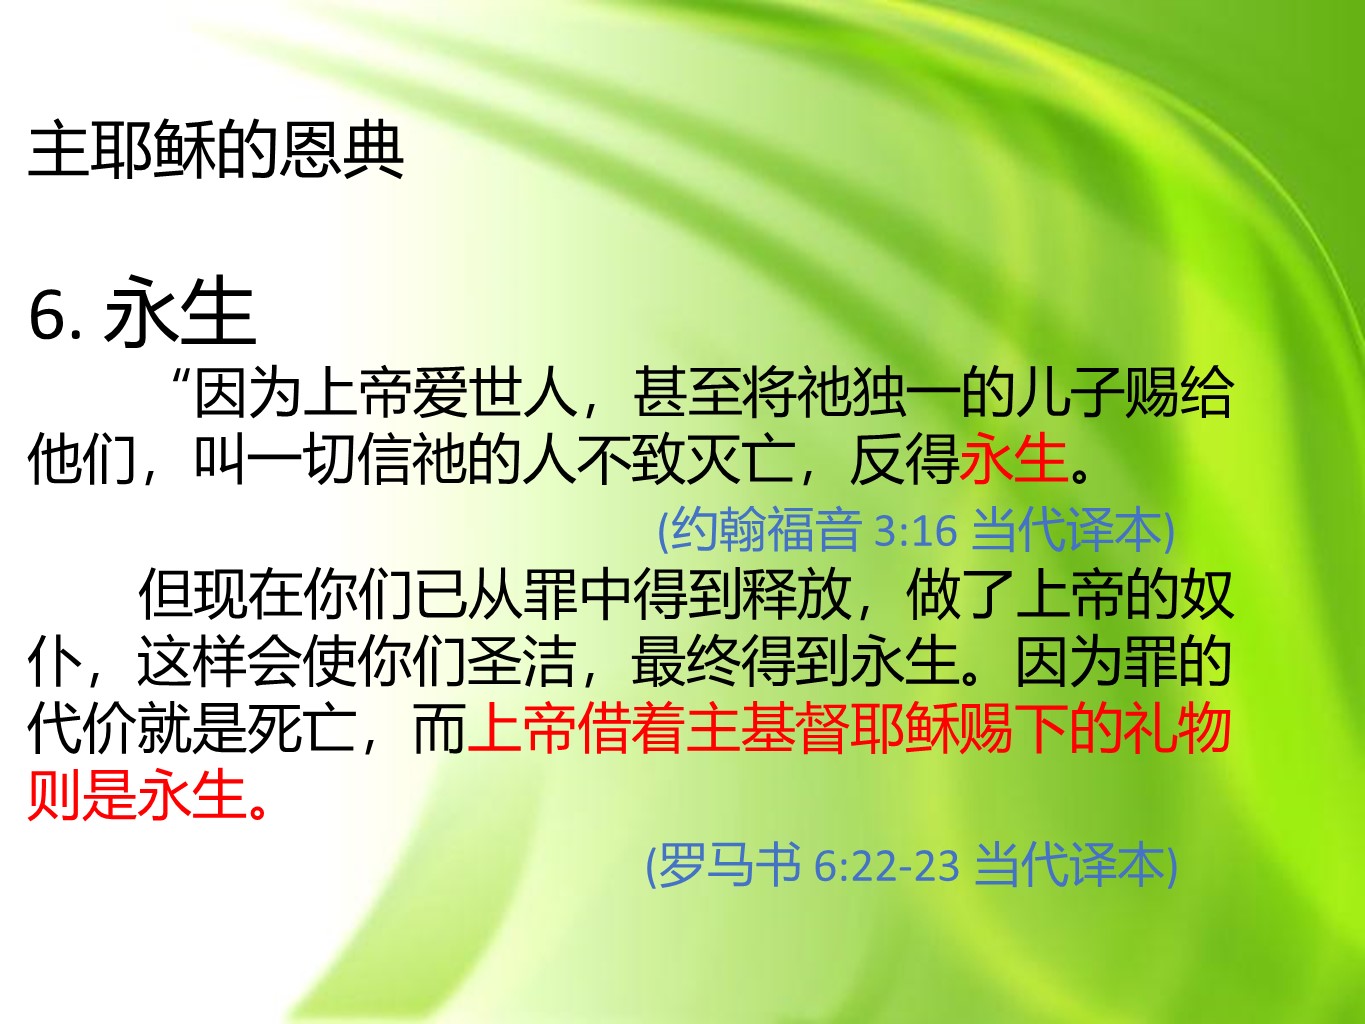 主耶稣的恩典
6. 永生
“因为上帝爱世人，甚至将祂独一的儿子赐给
他们，叫一切信祂的人不致灭亡，反得永生。
(约翰福音 3:16 当代译本)
但现在你们已从罪中得到释放，做了上帝的奴
仆，这样会使你们圣洁，最终得到永生。因为罪的
代价就是死亡，而上帝借着主基督耶稣赐下的礼物
则是永生。
(罗马书 6:22-23 当代译本)